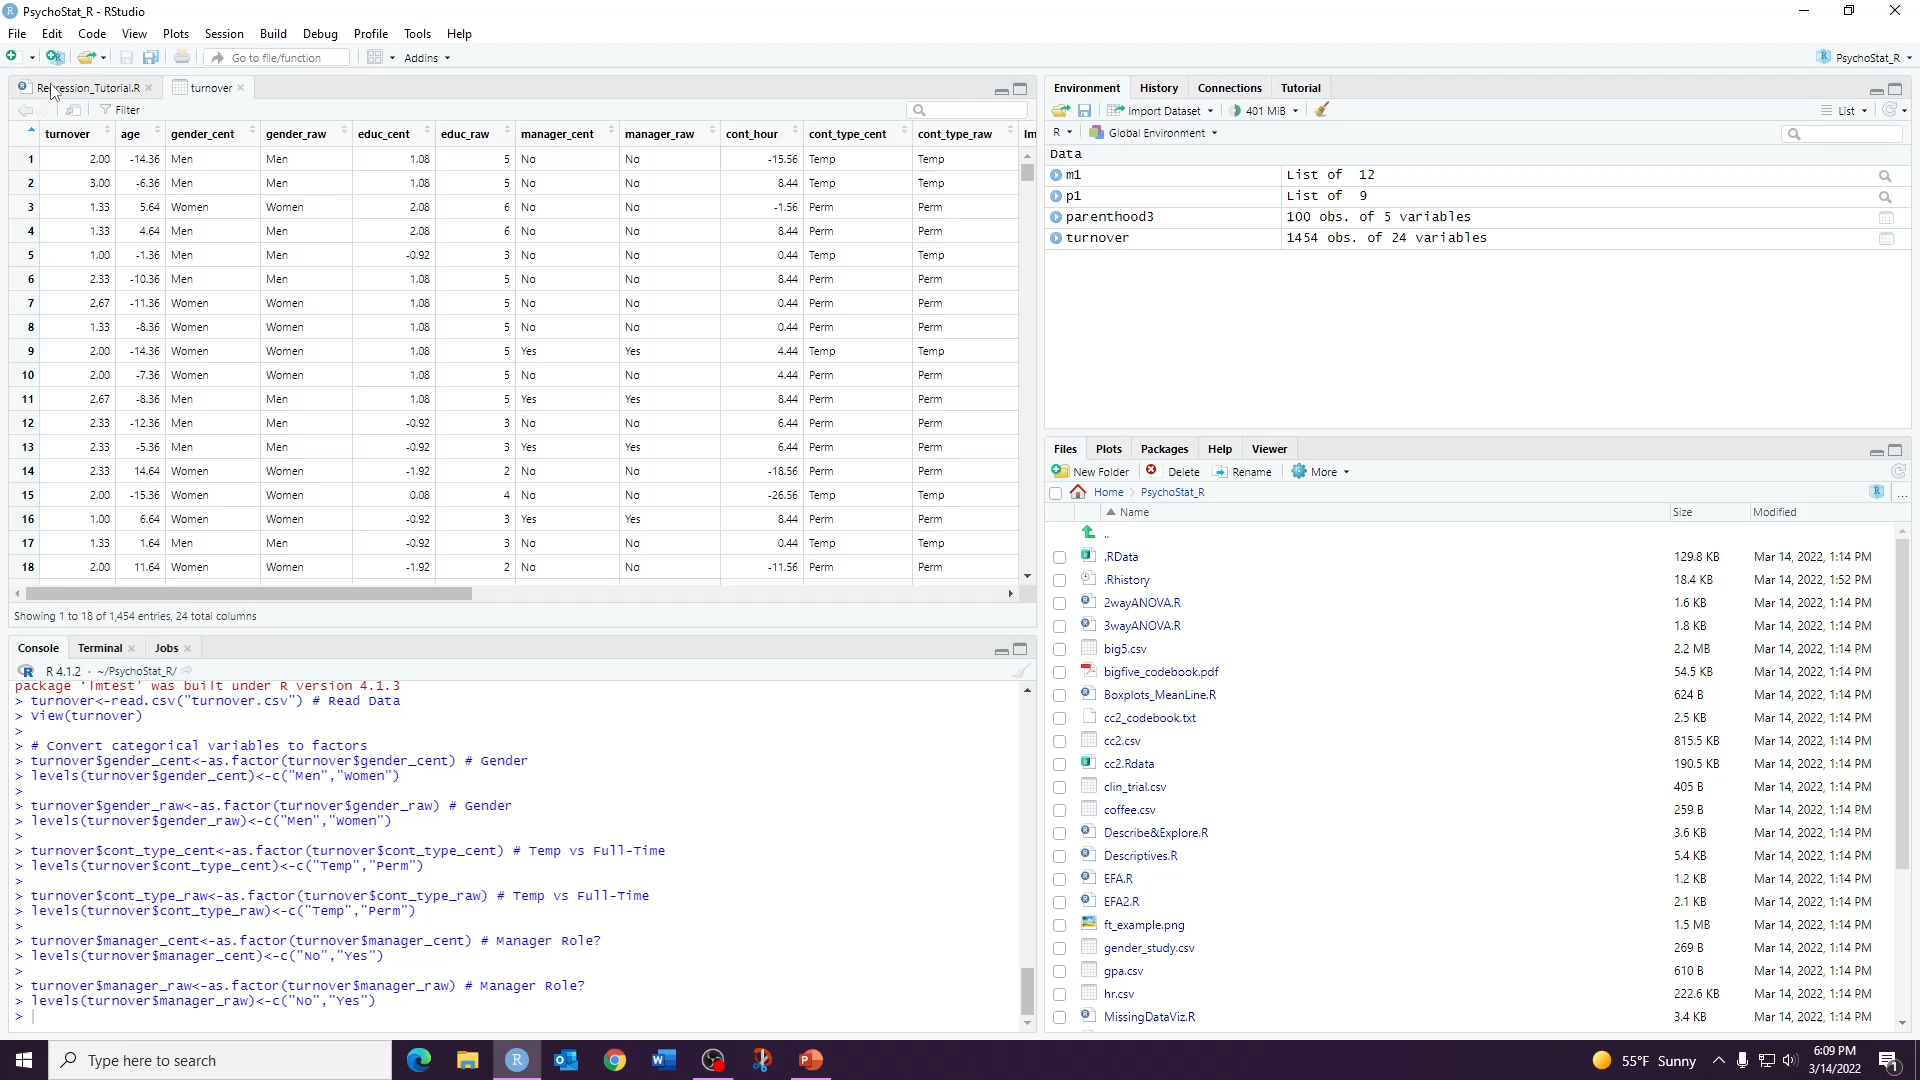 PsychoStat_R - RStudio
File Edit Code View Plots Session Build Debug Profile Tools Help
Go to file/function Addins PsychoStat_R
Regression_Tutorial.R turnover
Filter
turnover age gender_cent gender_raw educ_cent educ_raw manager_cent manager_raw cont_hour cont_type_cent cont_type_raw Im
1 2.00 -14.36 Men Men 1.08 5 No No -15.56 Temp Temp
2 3.00 -6.36 Men Men 1.08 5 No No 8.44 Temp Temp
3 1.33 5.64 Women Women 2.08 6 No No -1.56 Perm Perm
4 1.33 4.64 Men Men 2.08 6 No No 8.44 Perm Perm
5 1.00 -1.36 Men Men -0.92 3 No No 0.44 Temp Temp
6 2.33 -10.36 Men Men 1.08 5 No No 8.44 Perm Perm
7 2.67 -11.36 Women Women 1.08 5 No No 0.44 Perm Perm
8 1.33 -8.36 Women Women 1.08 5 No No 0.44 Perm Perm
9 2.00 -14.36 Women Women 1.08 5 Yes Yes 4.44 Temp Temp
10 2.00 -7.36 Women Women 1.08 5 No No 4.44 Perm Perm
11 2.67 -8.36 Men Men 1.08 5 Yes Yes 8.44 Perm Perm
12 2.33 -12.36 Men Men -0.92 3 No No 6.44 Perm Perm
13 2.33 -5.36 Men Men -0.92 3 Yes Yes 6.44 Perm Perm
14 2.33 14.64 Women Women -1.92 2 No No -18.56 Perm Perm
15 2.00 -15.36 Women Women 0.08 4 No No -26.56 Temp Temp
16 1.00 6.64 Women Women -0.92 3 Yes Yes 8.44 Perm Perm
17 1.33 1.64 Men Men -0.92 3 No No 0.44 Temp Temp
18 2.00 11.64 Women Women -1.92 2 No No -11.56 Perm Perm
Showing 1 to 18 of 1,454 entries, 24 total columns
Console Terminal Jobs
R 4.1.2 · ~/PsychoStat_R/
package 'lmtest' was built under R version 4.1.3
> turnover<-read.csv("turnover.csv") # Read Data
> View(turnover)
>
> # Convert categorical variables to factors
> turnover$gender_cent<-as.factor(turnover$gender_cent) # Gender
> levels(turnover$gender_cent)<-c("Men","Women")
>
> turnover$gender_raw<-as.factor(turnover$gender_raw) # Gender
> levels(turnover$gender_raw)<-c("Men","Women")
>
> turnover$cont_type_cent<-as.factor(turnover$cont_type_cent) # Temp vs Full-Time
> levels(turnover$cont_type_cent)<-c("Temp","Perm")
>
> turnover$cont_type_raw<-as.factor(turnover$cont_type_raw) # Temp vs Full-Time
> levels(turnover$cont_type_raw)<-c("Temp","Perm")
>
> turnover$manager_cent<-as.factor(turnover$manager_cent) # Manager Role?
> levels(turnover$manager_cent)<-c("No","Yes")
>
> turnover$manager_raw<-as.factor(turnover$manager_raw) # Manager Role?
> levels(turnover$manager_raw)<-c("No","Yes")
>
Environment History Connections Tutorial
Import Dataset 401 MiB List
R Global Environment
Data
m1 List of 12
p1 List of 9
parenthood3 100 obs. of 5 variables
turnover 1454 obs. of 24 variables
Files Plots Packages Help Viewer
New Folder Delete Rename More
Home PsychoStat_R ...
Name Size Modified
..
.RData 129.8 KB Mar 14, 2022, 1:14 PM
.Rhistory 18.4 KB Mar 14, 2022, 1:52 PM
2wayANOVA.R 1.6 KB Mar 14, 2022, 1:14 PM
3wayANOVA.R 1.8 KB Mar 14, 2022, 1:14 PM
big5.csv 2.2 MB Mar 14, 2022, 1:14 PM
bigfive_codebook.pdf 54.5 KB Mar 14, 2022, 1:14 PM
Boxplots_MeanLine.R 624 B Mar 14, 2022, 1:14 PM
cc2_codebook.txt 2.5 KB Mar 14, 2022, 1:14 PM
cc2.csv 815.5 KB Mar 14, 2022, 1:14 PM
cc2.Rdata 190.5 KB Mar 14, 2022, 1:14 PM
clin_trial.csv 405 B Mar 14, 2022, 1:14 PM
coffee.csv 259 B Mar 14, 2022, 1:14 PM
Describe&Explore.R 3.6 KB Mar 14, 2022, 1:14 PM
Descriptives.R 5.4 KB Mar 14, 2022, 1:14 PM
EFA.R 1.2 KB Mar 14, 2022, 1:14 PM
EFA2.R 2.1 KB Mar 14, 2022, 1:14 PM
ft_example.png 1.5 MB Mar 14, 2022, 1:14 PM
gender_study.csv 269 B Mar 14, 2022, 1:14 PM
gpa.csv 610 B Mar 14, 2022, 1:14 PM
hr.csv 222.6 KB Mar 14, 2022, 1:14 PM
MissingDataViz.R 3.4 KB Mar 14, 2022, 1:14 PM
Type here to search
55°F Sunny
6:09 PM
3/14/2022
1